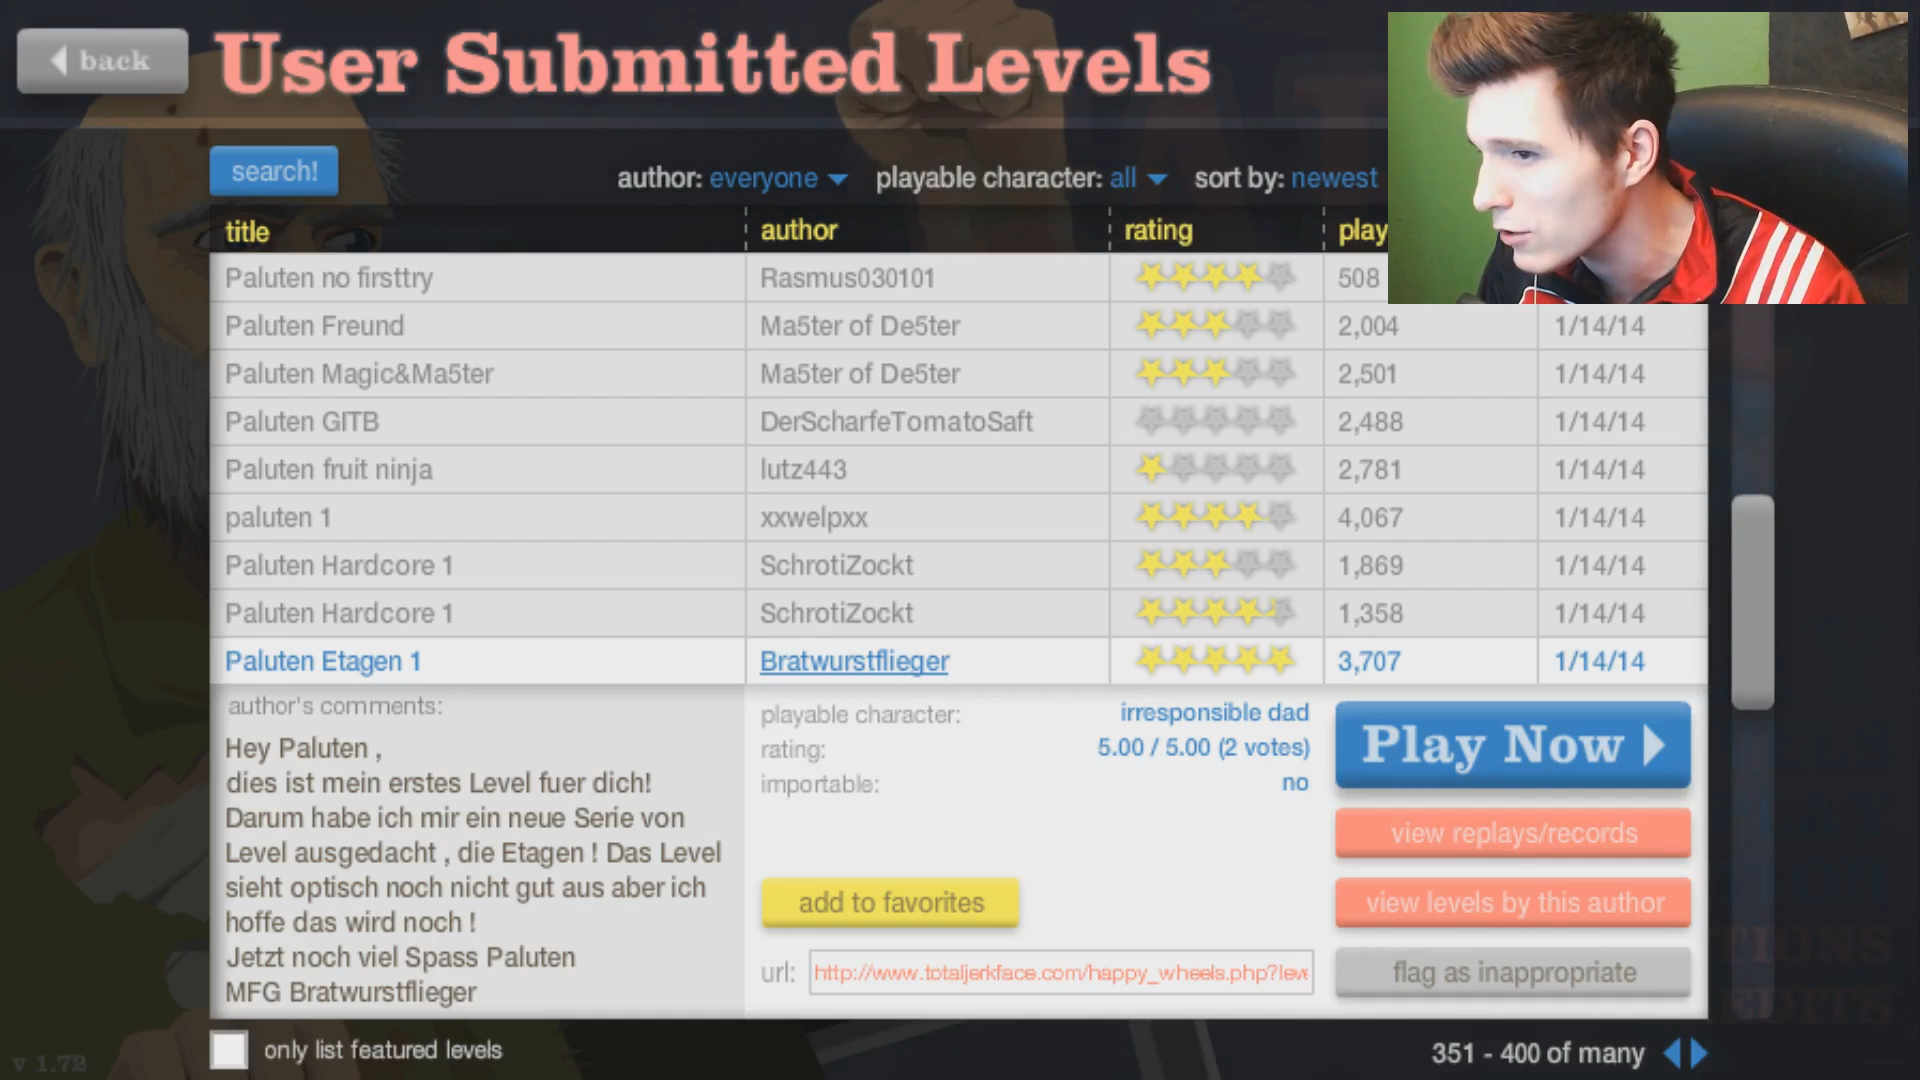 back
User Submitted Levels
search!
author: everyone
playable character: all
sort by: newest
title author rating play
Paluten no firsttry Rasmus030101 508
Paluten Freund Ma5ter of De5ter 2,004 1/14/14
Paluten Magic&Ma5ter Ma5ter of De5ter 2,501 1/14/14
Paluten GITB DerScharfeTomatoSaft 2,488 1/14/14
Paluten fruit ninja lutz443 2,781 1/14/14
paluten 1 xxwelpxx 4,067 1/14/14
Paluten Hardcore 1 SchrotiZockt 1,869 1/14/14
Paluten Hardcore 1 SchrotiZockt 1,358 1/14/14
Paluten Etagen 1 Bratwurstflieger 3,707 1/14/14
author's comments:
Hey Paluten ,
dies ist mein erstes Level fuer dich!
Darum habe ich mir ein neue Serie von
Level ausgedacht , die Etagen ! Das Level
sieht optisch noch nicht gut aus aber ich
hoffe das wird noch !
Jetzt noch viel Spass Paluten
MFG Bratwurstflieger
playable character: irresponsible dad
rating: 5.00 / 5.00 (2 votes)
importable: no
add to favorites
url: http://www.totaljerkface.com/happy_wheels.php?leve
Play Now
view replays/records
view levels by this author
flag as inappropriate
only list featured levels
351 - 400 of many
v 1.72